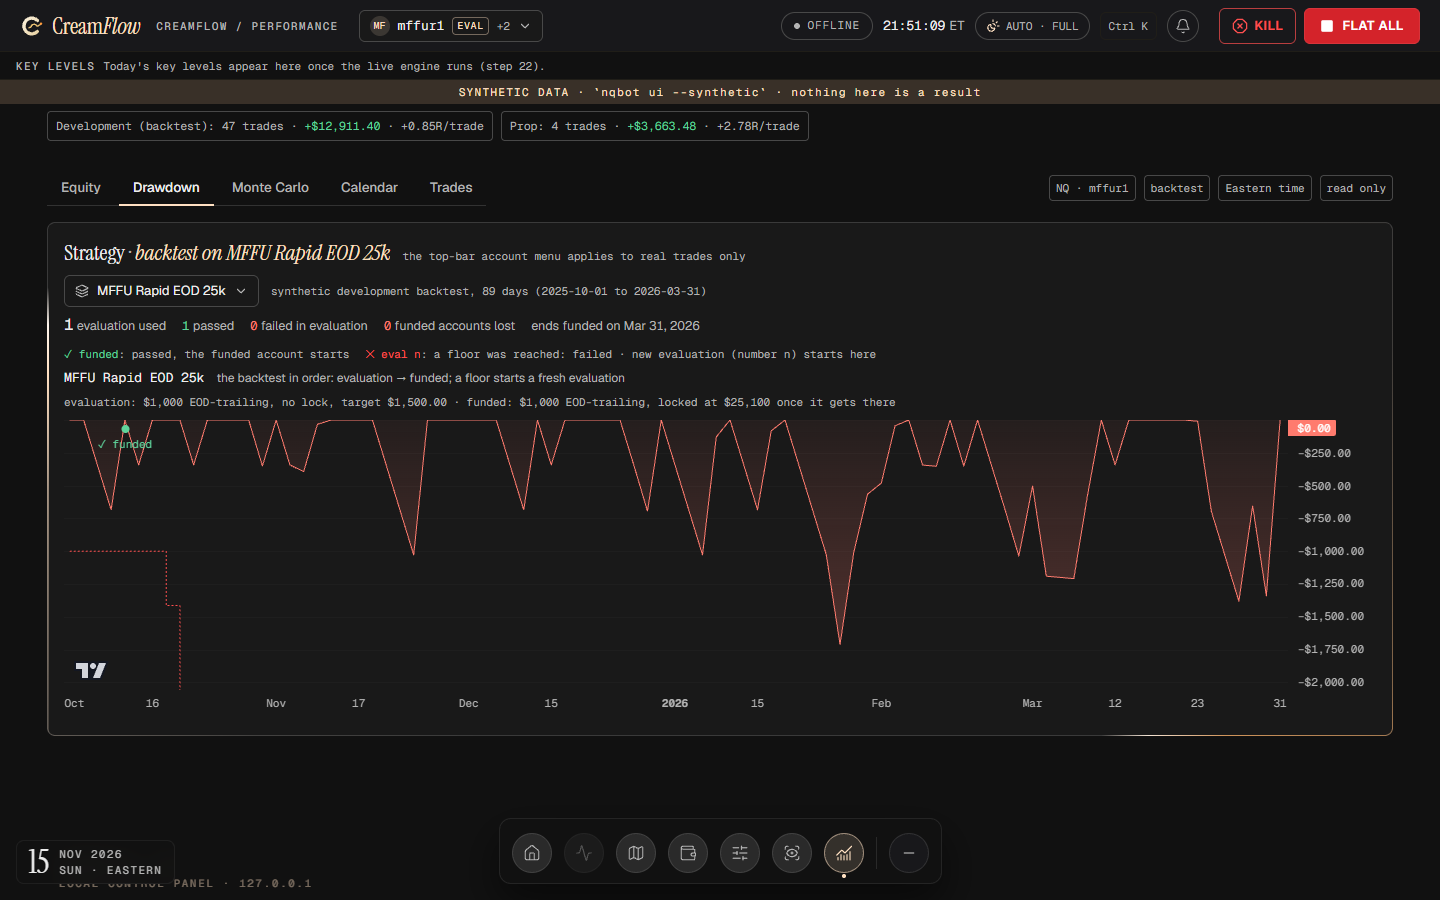 CreamFlow CREAMFLOW / PERFORMANCE MF mffur1 EVAL +2 OFFLINE 21:51:09 ET AUTO · FULL Ctrl K KILL FLAT ALL
KEY LEVELS Today's key levels appear here once the live engine runs (step 22).
SYNTHETIC DATA · `nqbot ui --synthetic` · nothing here is a result
Development (backtest): 47 trades · +$12,911.40 · +0.85R/trade Prop: 4 trades · +$3,663.48 · +2.78R/trade
Equity Drawdown Monte Carlo Calendar Trades NQ · mffur1 backtest Eastern time read only
Strategy · backtest on MFFU Rapid EOD 25k the top-bar account menu applies to real trades only
MFFU Rapid EOD 25k synthetic development backtest, 89 days (2025-10-01 to 2026-03-31)
1 evaluation used 1 passed 0 failed in evaluation 0 funded accounts lost ends funded on Mar 31, 2026
✓ funded: passed, the funded account starts ✕ eval n: a floor was reached: failed · new evaluation (number n) starts here
MFFU Rapid EOD 25k the backtest in order: evaluation → funded; a floor starts a fresh evaluation
evaluation: $1,000 EOD-trailing, no lock, target $1,500.00 · funded: $1,000 EOD-trailing, locked at $25,100 once it gets there
$0.00
✓ funded
-$250.00
-$500.00
-$750.00
-$1,000.00
-$1,250.00
-$1,500.00
-$1,750.00
-$2,000.00
Oct 16 Nov 17 Dec 15 2026 15 Feb Mar 12 23 31
15 NOV 2026
SUN · EASTERN
LOCAL CONTROL PANEL · 127.0.0.1